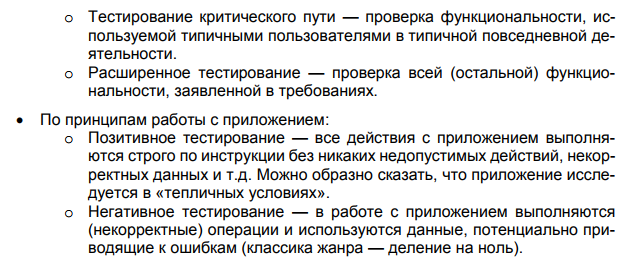 o Тестирование критического пути — проверка функциональности, ис-
пользуемой типичными пользователями в типичной повседневной де-
ятельности.
o Расширенное тестирование — проверка всей (остальной) функцио-
нальности, заявленной в требованиях.
• По принципам работы с приложением:
o Позитивное тестирование — все действия с приложением выполня-
ются строго по инструкции без никаких недопустимых действий, некор-
ректных данных и т.д. Можно образно сказать, что приложение иссле-
дуется в «тепличных условиях».
o Негативное тестирование — в работе с приложением выполняются
(некорректные) операции и используются данные, потенциально при-
водящие к ошибкам (классика жанра — деление на ноль).